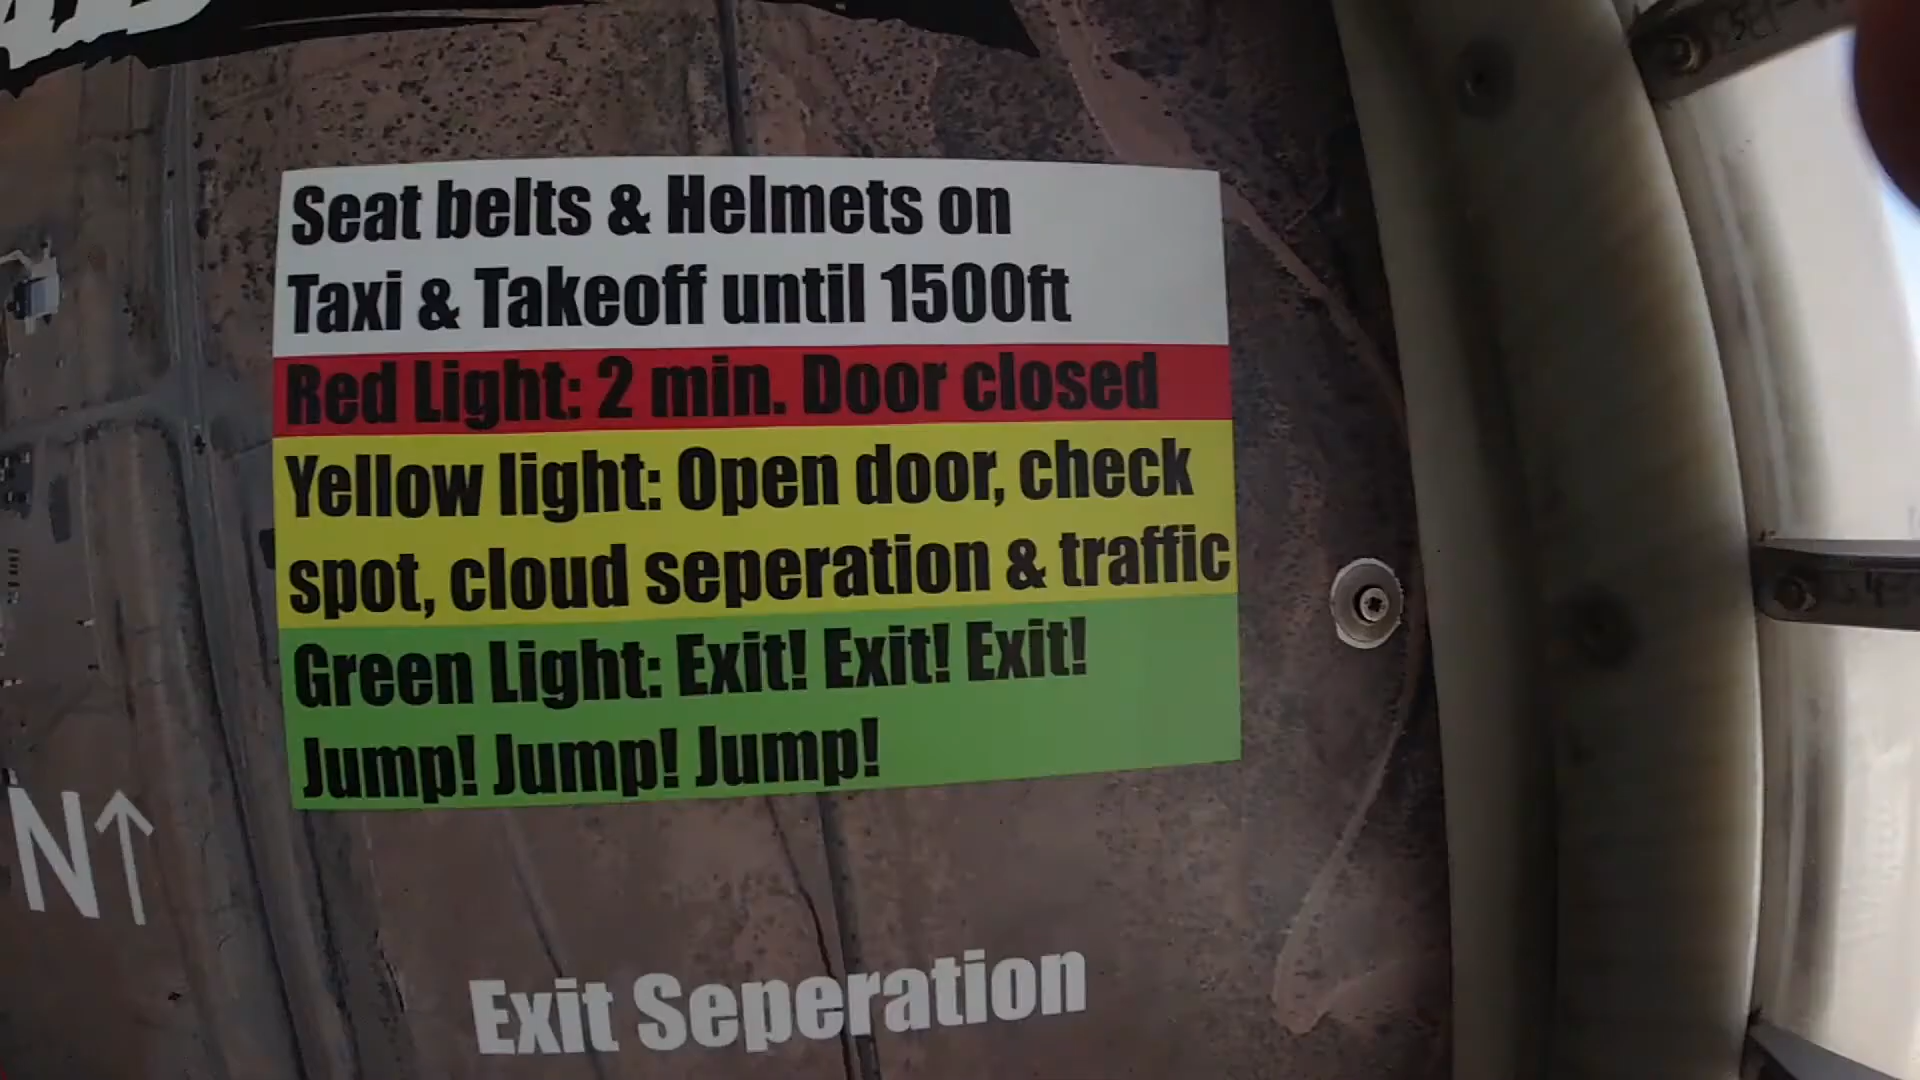 Seat belts & Helmets on
Taxi & Takeoff until 1500ft
Red Light: 2 min. Door closed
Yellow light: Open door, check
spot, cloud seperation & traffic
Green Light: Exit! Exit! Exit!
Jump! Jump! Jump!
N↑
Exit Seperation